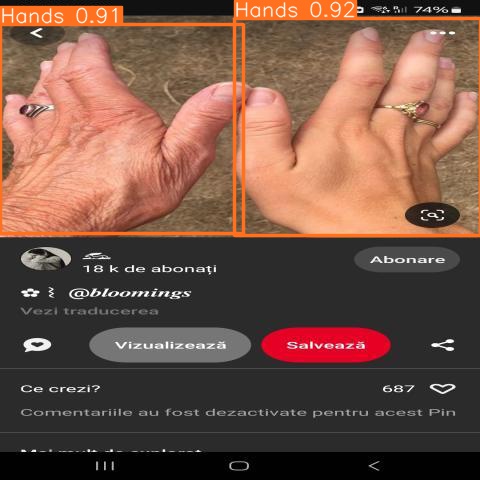 Hands 0.91
Hands 0.92
74%
18 k de abonați
Abonare
@bloomings
Vezi traducerea
Vizualizează
Salvează
Ce crezi?
687
Comentariile au fost dezactivate pentru acest Pin